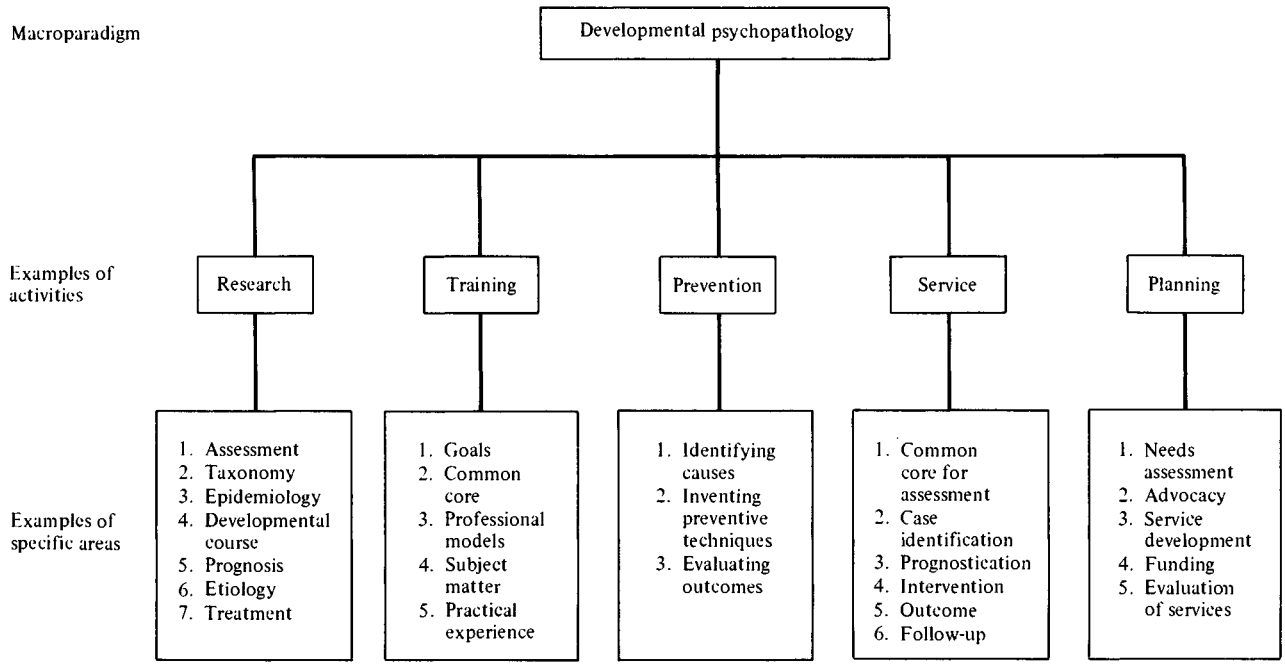 Macroparadigm
Developmental psychopathology
Examples of
activities
Research
Training
Prevention
Service
Planning
Examples of
specific areas
1. Assessment
2. Taxonomy
3. Epidemiology
4. Developmental
course
5. Prognosis
6. Etiology
7. Treatment
1. Goals
2. Common
core
3. Professional
models
4. Subject
matter
5. Practical
experience
1. Identifying
causes
2. Inventing
preventive
techniques
3. Evaluating
outcomes
1. Common
core for
assessment
2. Case
identification
3. Prognostication
4. Intervention
5. Outcome
6. Follow-up
1. Needs
assessment
2. Advocacy
3. Service
development
4. Funding
5. Evaluation
of services